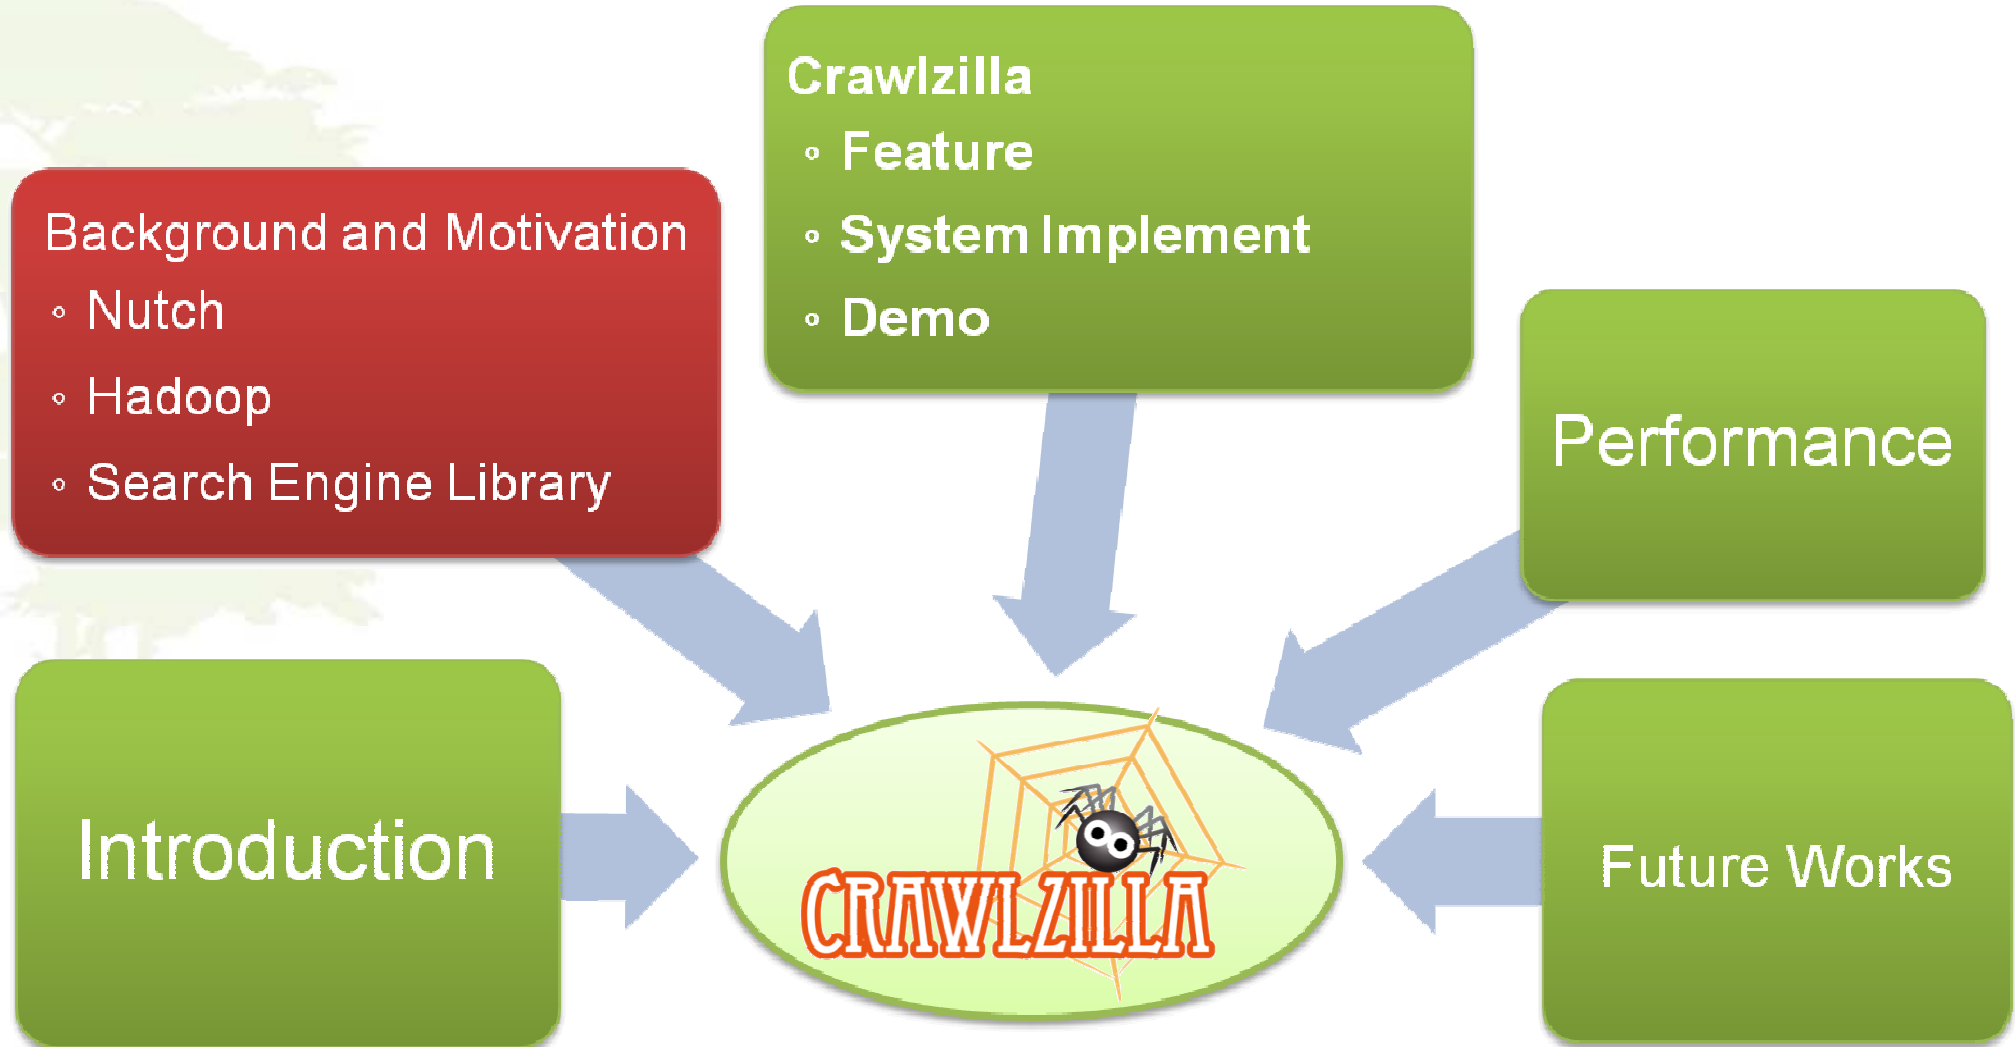 Crawlzilla
◦ Feature
◦ System Implement
◦ Demo
Background and Motivation
◦ Nutch
◦ Hadoop
◦ Search Engine Library
Performance
Introduction
Future Works
CRAWLZILLA